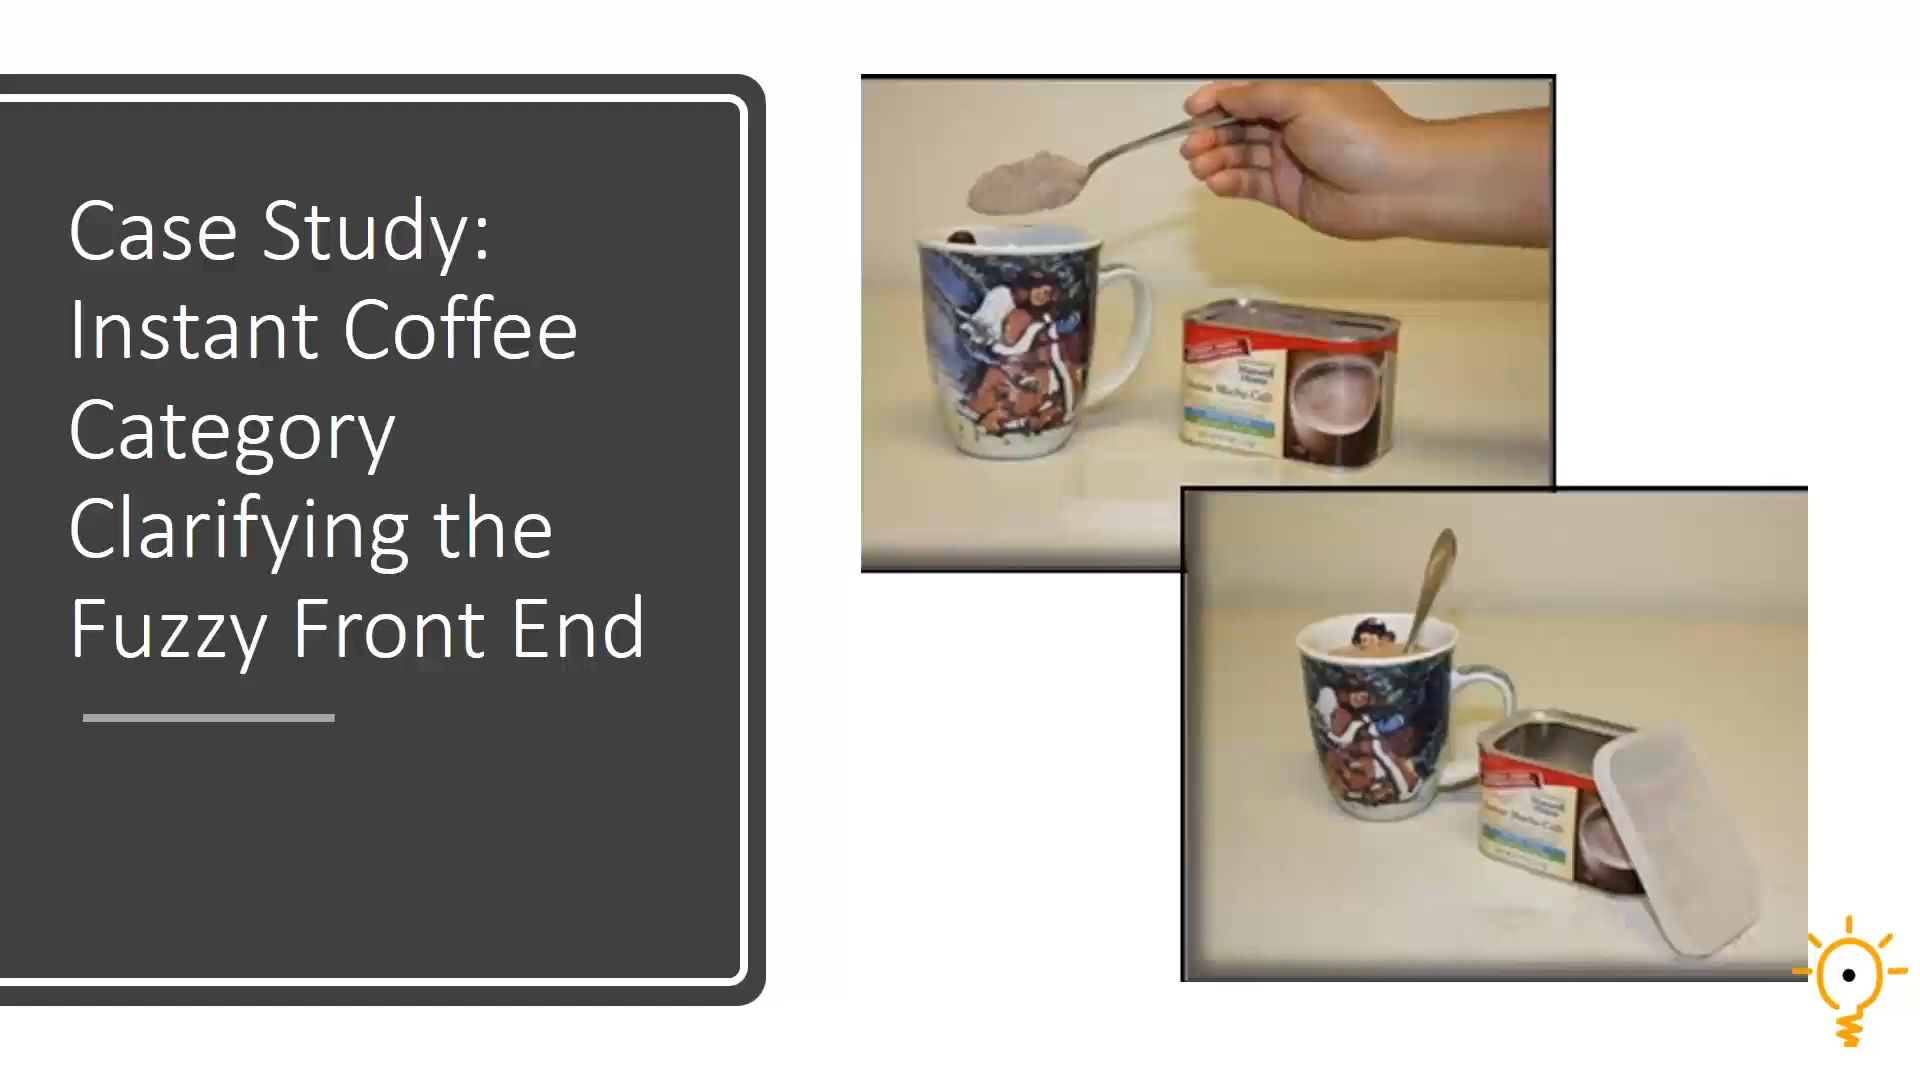 Case Study:
Instant Coffee
Category
Clarifying the
Fuzzy Front End